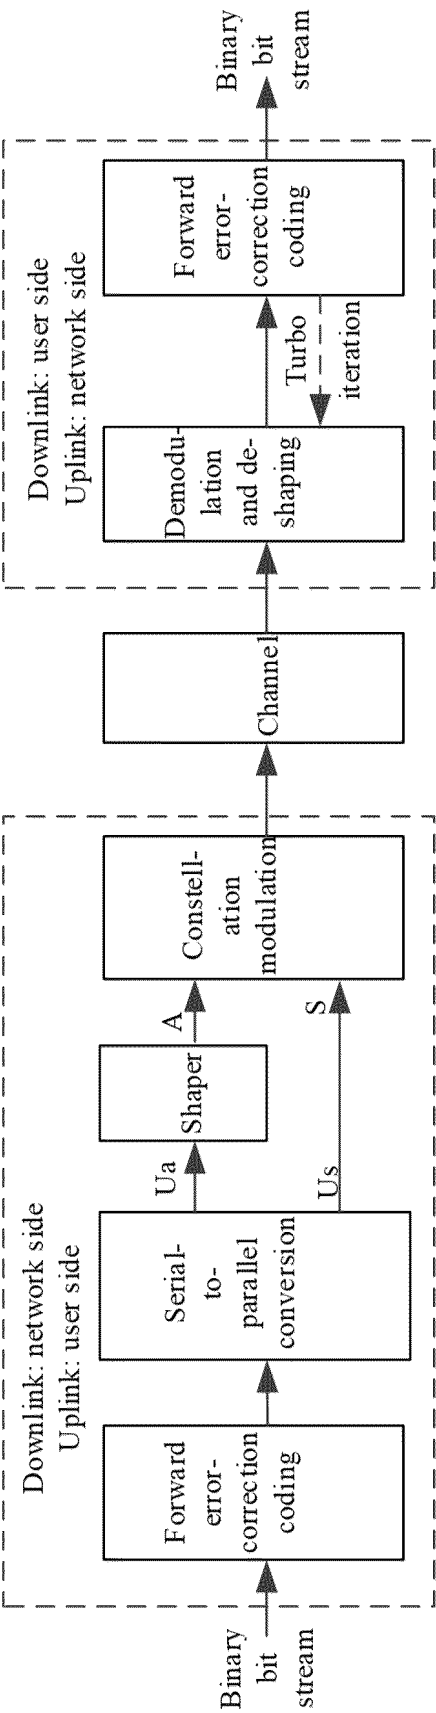 Downlink: network side
Uplink: user side
Binary
bit
stream
Forward
error-
correction
coding
Serial-
to-
parallel
conversion
Ua
Us
Shaper
A
S
Constell-
ation
modulation
Channel
Downlink: user side
Uplink: network side
Demodu-
lation
and de-
shaping
Turbo
iteration
Forward
error-
correction
coding
Binary
bit
stream